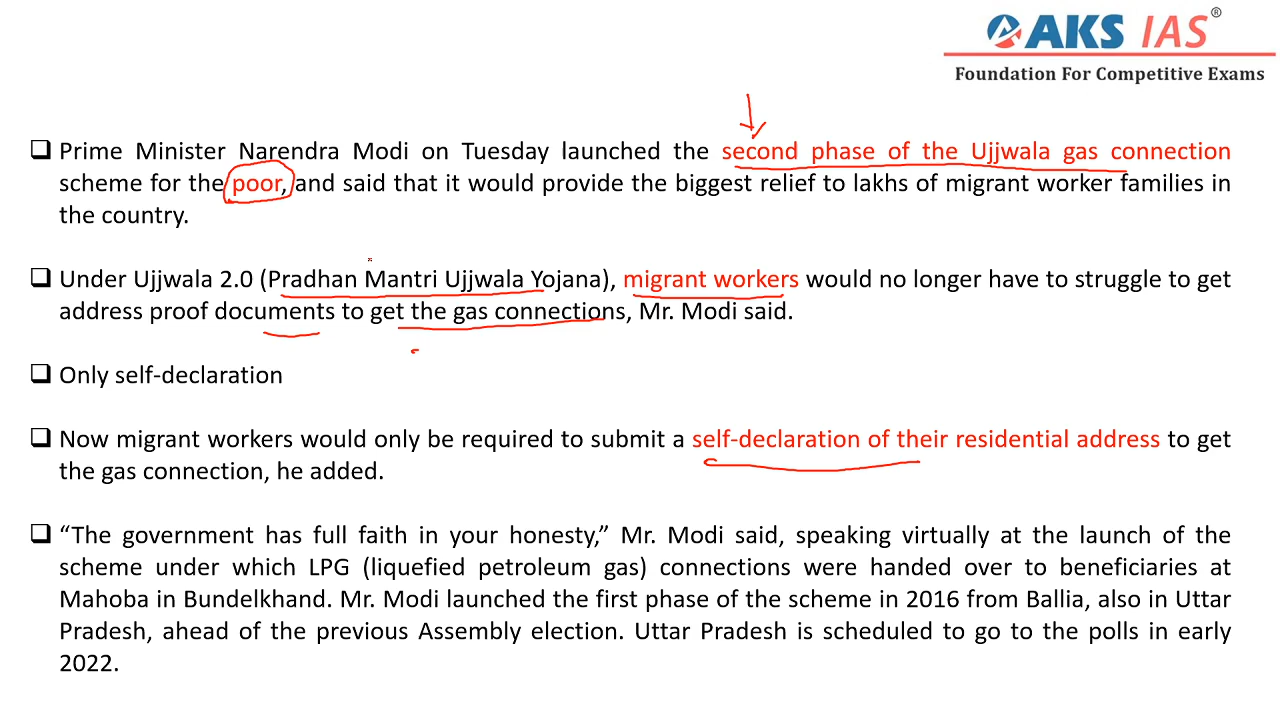 AKS IAS®
Foundation For Competitive Exams
❑ Prime Minister Narendra Modi on Tuesday launched the second phase of the Ujjwala gas connection
scheme for the poor, and said that it would provide the biggest relief to lakhs of migrant worker families in
the country.
❑ Under Ujjwala 2.0 (Pradhan Mantri Ujjwala Yojana), migrant workers would no longer have to struggle to get
address proof documents to get the gas connections, Mr. Modi said.
❑ Only self-declaration
❑ Now migrant workers would only be required to submit a self-declaration of their residential address to get
the gas connection, he added.
❑ “The government has full faith in your honesty,” Mr. Modi said, speaking virtually at the launch of the
scheme under which LPG (liquefied petroleum gas) connections were handed over to beneficiaries at
Mahoba in Bundelkhand. Mr. Modi launched the first phase of the scheme in 2016 from Ballia, also in Uttar
Pradesh, ahead of the previous Assembly election. Uttar Pradesh is scheduled to go to the polls in early
2022.